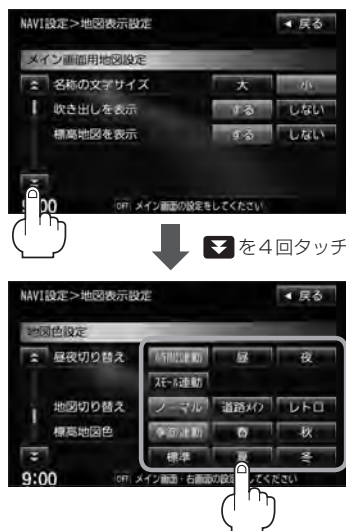 NAVI設定>地図表示設定
◀ 戻る
メイン画面用地図設定
名称の文字サイズ 大 小
吹き出しを表示 する しない
標高地図を表示 する しない
9:00 OFF メイン画面の設定をしてください
を4回タッチ
NAVI設定>地図表示設定
◀ 戻る
地図色設定
昼夜切り替え 時間連動 昼 夜
スモール連動
地図切り替え ノーマル 道路メイン レトロ
標高地図色 季節連動 春 秋
標準 夏 冬
9:00 OFF メイン画面・右画面の設定をしてください